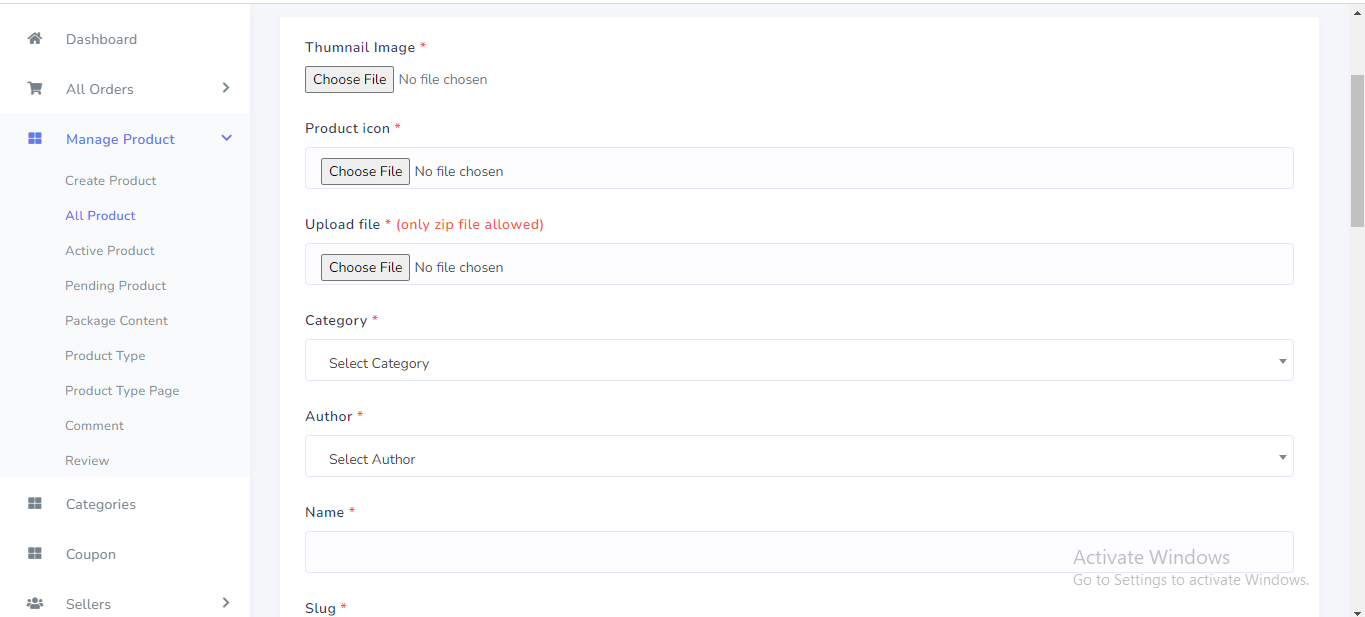 Dashboard
All Orders
Manage Product
Create Product
All Product
Active Product
Pending Product
Package Content
Product Type
Product Type Page
Comment
Review
Categories
Coupon
Sellers
Thumnail Image *
Choose File No file chosen
Product icon *
Choose File No file chosen
Upload file * (only zip file allowed)
Choose File No file chosen
Category *
Select Category
Author *
Select Author
Name *
Slug *
Activate Windows
Go to Settings to activate Windows.